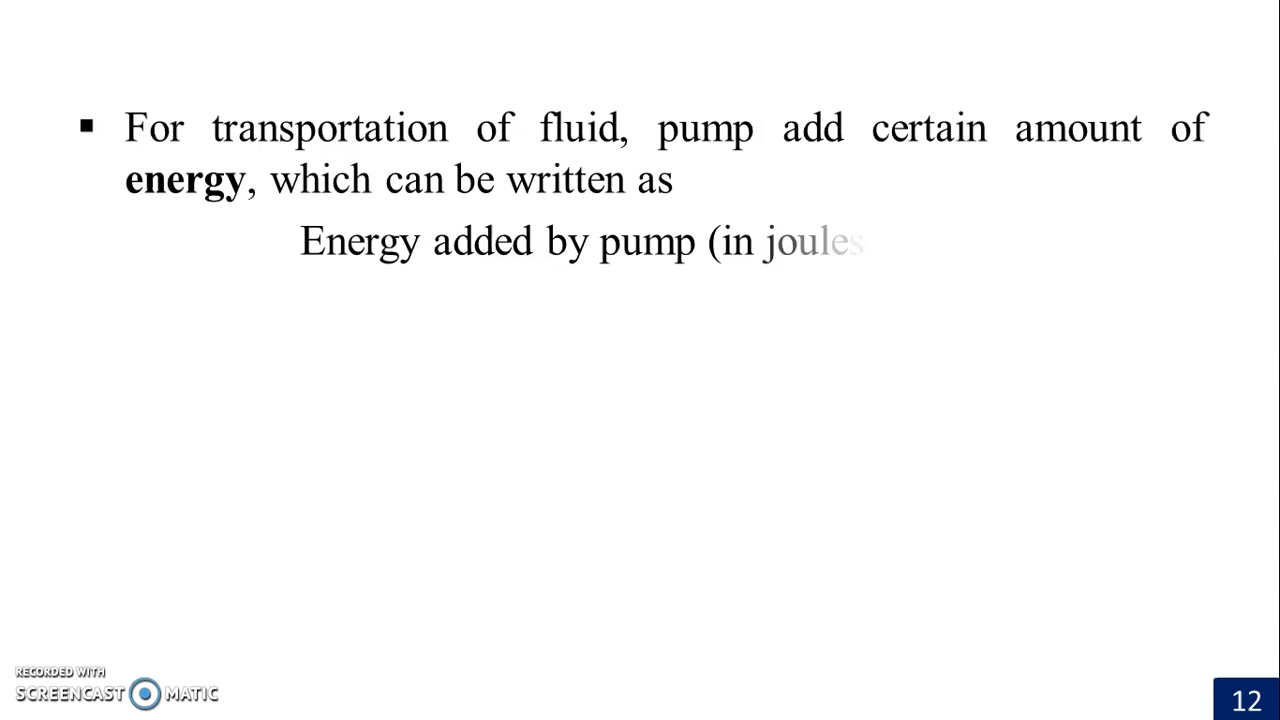 ▪ For transportation of fluid, pump add certain amount of
energy, which can be written as
Energy added by pump (in joules
RECORDED WITH
SCREENCAST MATIC
12